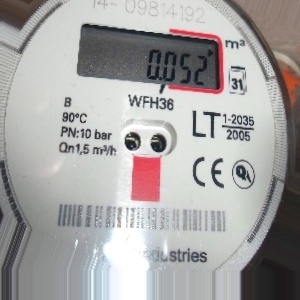 14- 09814192
0,052
m³
31
B
WFH36
90°C
PN:10 bar
Qn1,5 m³/h
LT 1-2035
2005
CE
ndustries